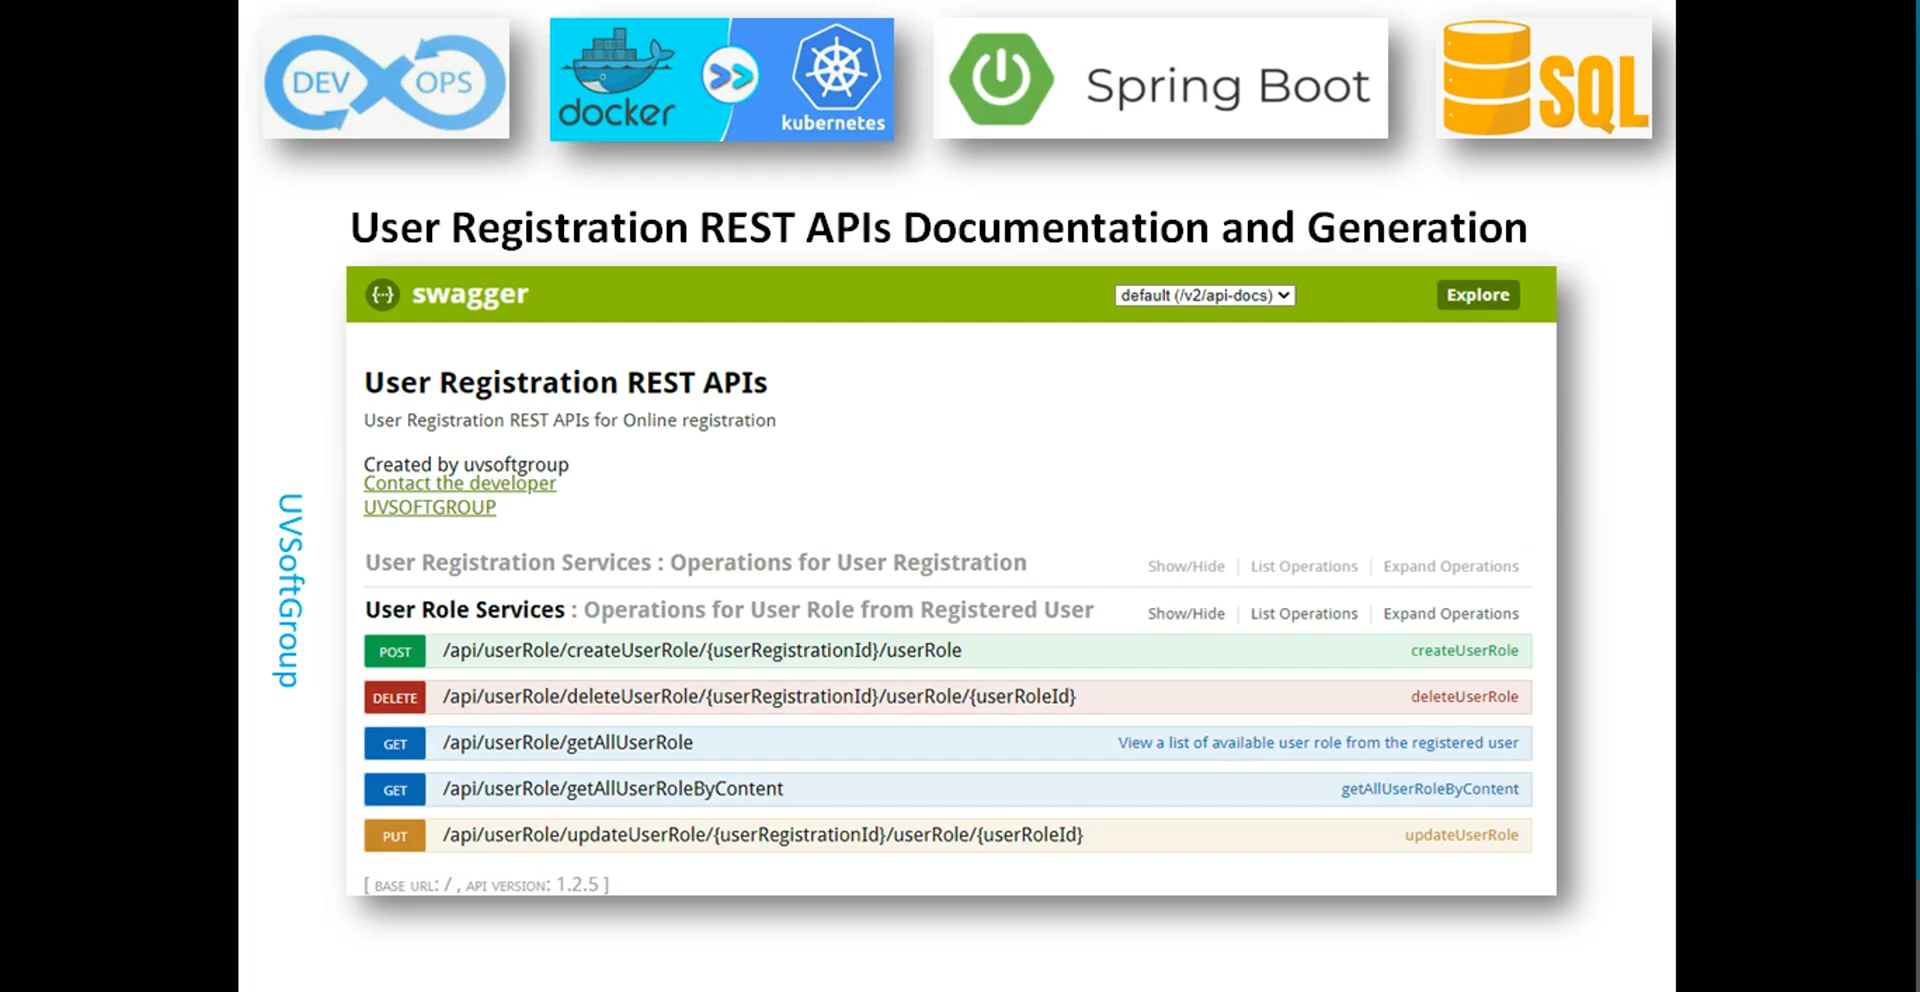 DEV OPS
docker
kubernetes
Spring Boot
SQL
User Registration REST APIs Documentation and Generation
{···} swagger
default (/v2/api-docs)
Explore
User Registration REST APIs
User Registration REST APIs for Online registration
Created by uvsoftgroup
Contact the developer
UVSOFTGROUP
UVSoftGroup
User Registration Services : Operations for User Registration Show/Hide | List Operations | Expand Operations
User Role Services : Operations for User Role from Registered User Show/Hide | List Operations | Expand Operations
POST /api/userRole/createUserRole/{userRegistrationId}/userRole createUserRole
DELETE /api/userRole/deleteUserRole/{userRegistrationId}/userRole/{userRoleId} deleteUserRole
GET /api/userRole/getAllUserRole View a list of available user role from the registered user
GET /api/userRole/getAllUserRoleByContent getAllUserRoleByContent
PUT /api/userRole/updateUserRole/{userRegistrationId}/userRole/{userRoleId} updateUserRole
[ BASE URL: / , API VERSION: 1.2.5 ]